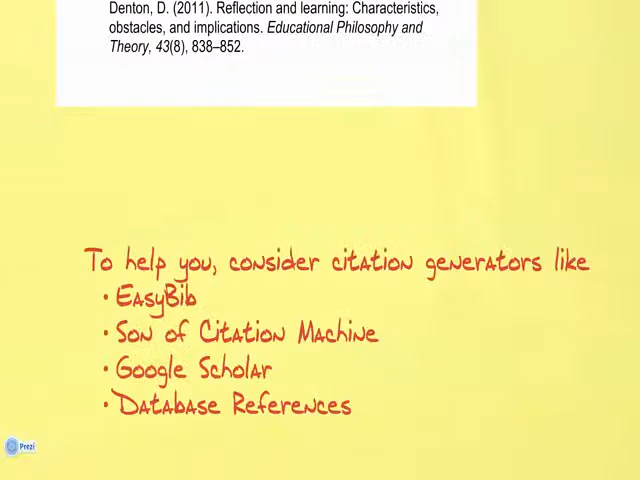 Denton, D. (2011). Reflection and learning: Characteristics,
obstacles, and implications. Educational Philosophy and
Theory, 43(8), 838–852.
To help you, consider citation generators like
• EasyBib
• Son of Citation Machine
• Google Scholar
• Database References
Prezi